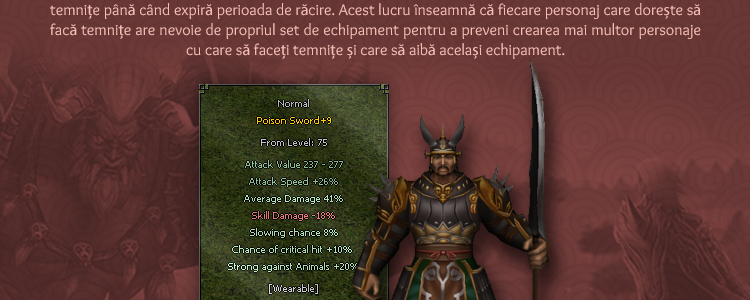 temnițe până când expiră perioada de răcire. Acest lucru înseamnă că fiecare personaj care dorește să
facă temnițe are nevoie de propriul set de echipament pentru a preveni crearea mai multor personaje
cu care să faceți temnițe și care să aibă același echipament.
Normal
Poison Sword+9
From Level: 75
Attack Value 237 - 277
Attack Speed +26%
Average Damage 41%
Skill Damage -18%
Slowing chance 8%
Chance of critical hit +10%
Strong against Animals +20%
[Wearable]